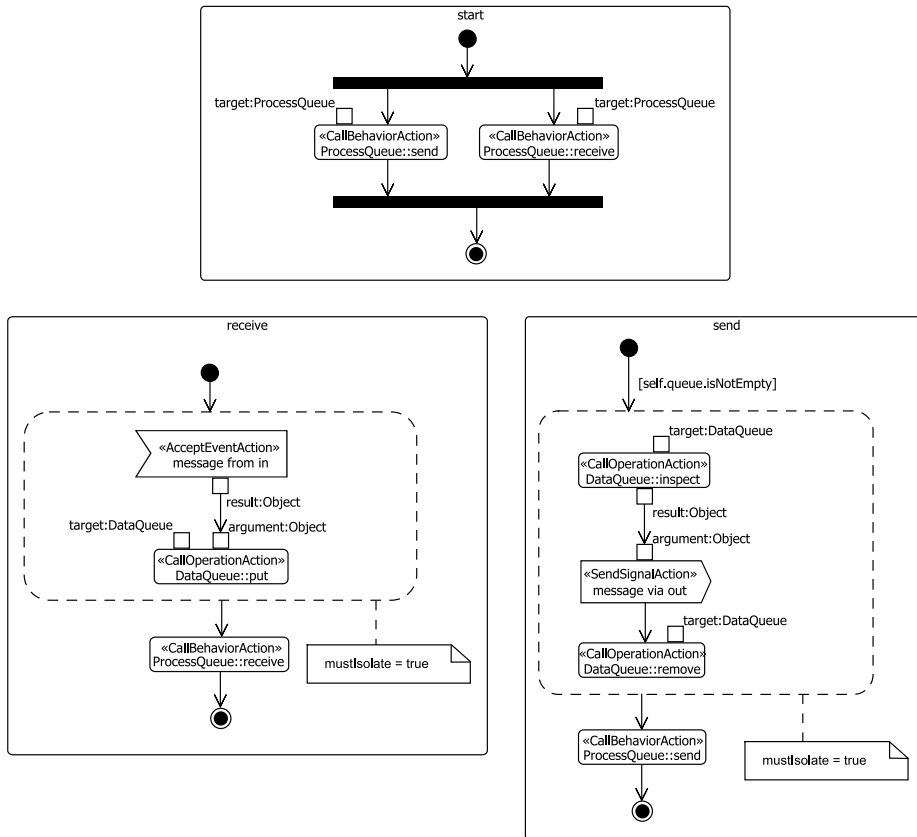 start
target:ProcessQueue
target:ProcessQueue
«CallBehaviorAction»
ProcessQueue::send
«CallBehaviorAction»
ProcessQueue::receive
receive
«AcceptEventAction»
message from in
result:Object
target:DataQueue
argument:Object
«CallOperationAction»
DataQueue::put
«CallBehaviorAction»
ProcessQueue::receive
mustIsolate = true
send
[self.queue.isNotEmpty]
target:DataQueue
«CallOperationAction»
DataQueue::inspect
result:Object
argument:Object
«SendSignalAction»
message via out
target:DataQueue
«CallOperationAction»
DataQueue::remove
«CallBehaviorAction»
ProcessQueue::send
mustIsolate = true